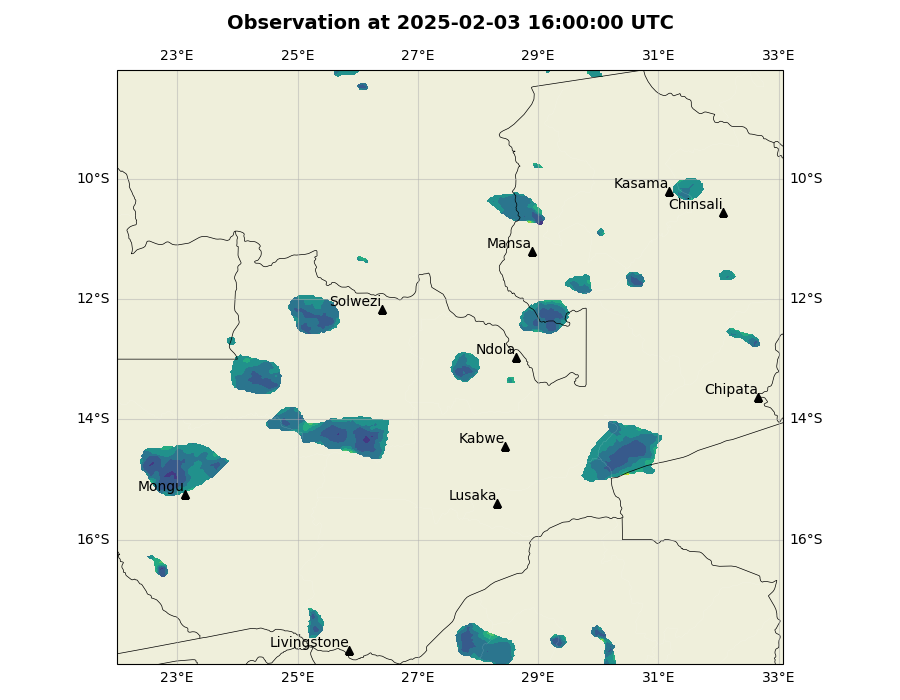 Observation at 2025-02-03 16:00:00 UTC
23°E 25°E 27°E 29°E 31°E 33°E
10°S 10°S
Kasama
Chinsali
Mansa
12°S 12°S
Solwezi
Ndola
Chipata
14°S 14°S
Kabwe
Mongu
Lusaka
16°S 16°S
Livingstone
23°E 25°E 27°E 29°E 31°E 33°E